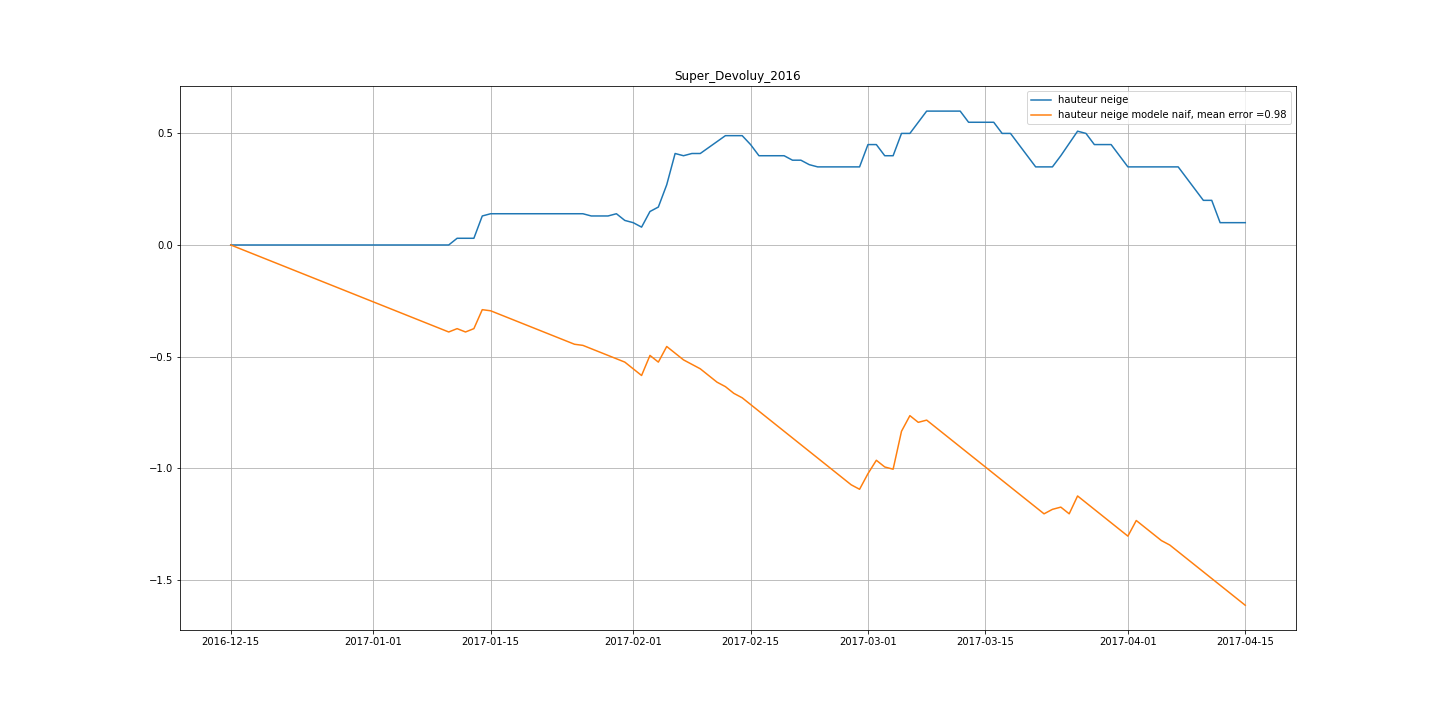 Super_Devoluy_2016
hauteur neige
hauteur neige modele naif, mean error =0.98
0.5
0.0
−0.5
−1.0
−1.5
2016-12-15 2017-01-01 2017-01-15 2017-02-01 2017-02-15 2017-03-01 2017-03-15 2017-04-01 2017-04-15